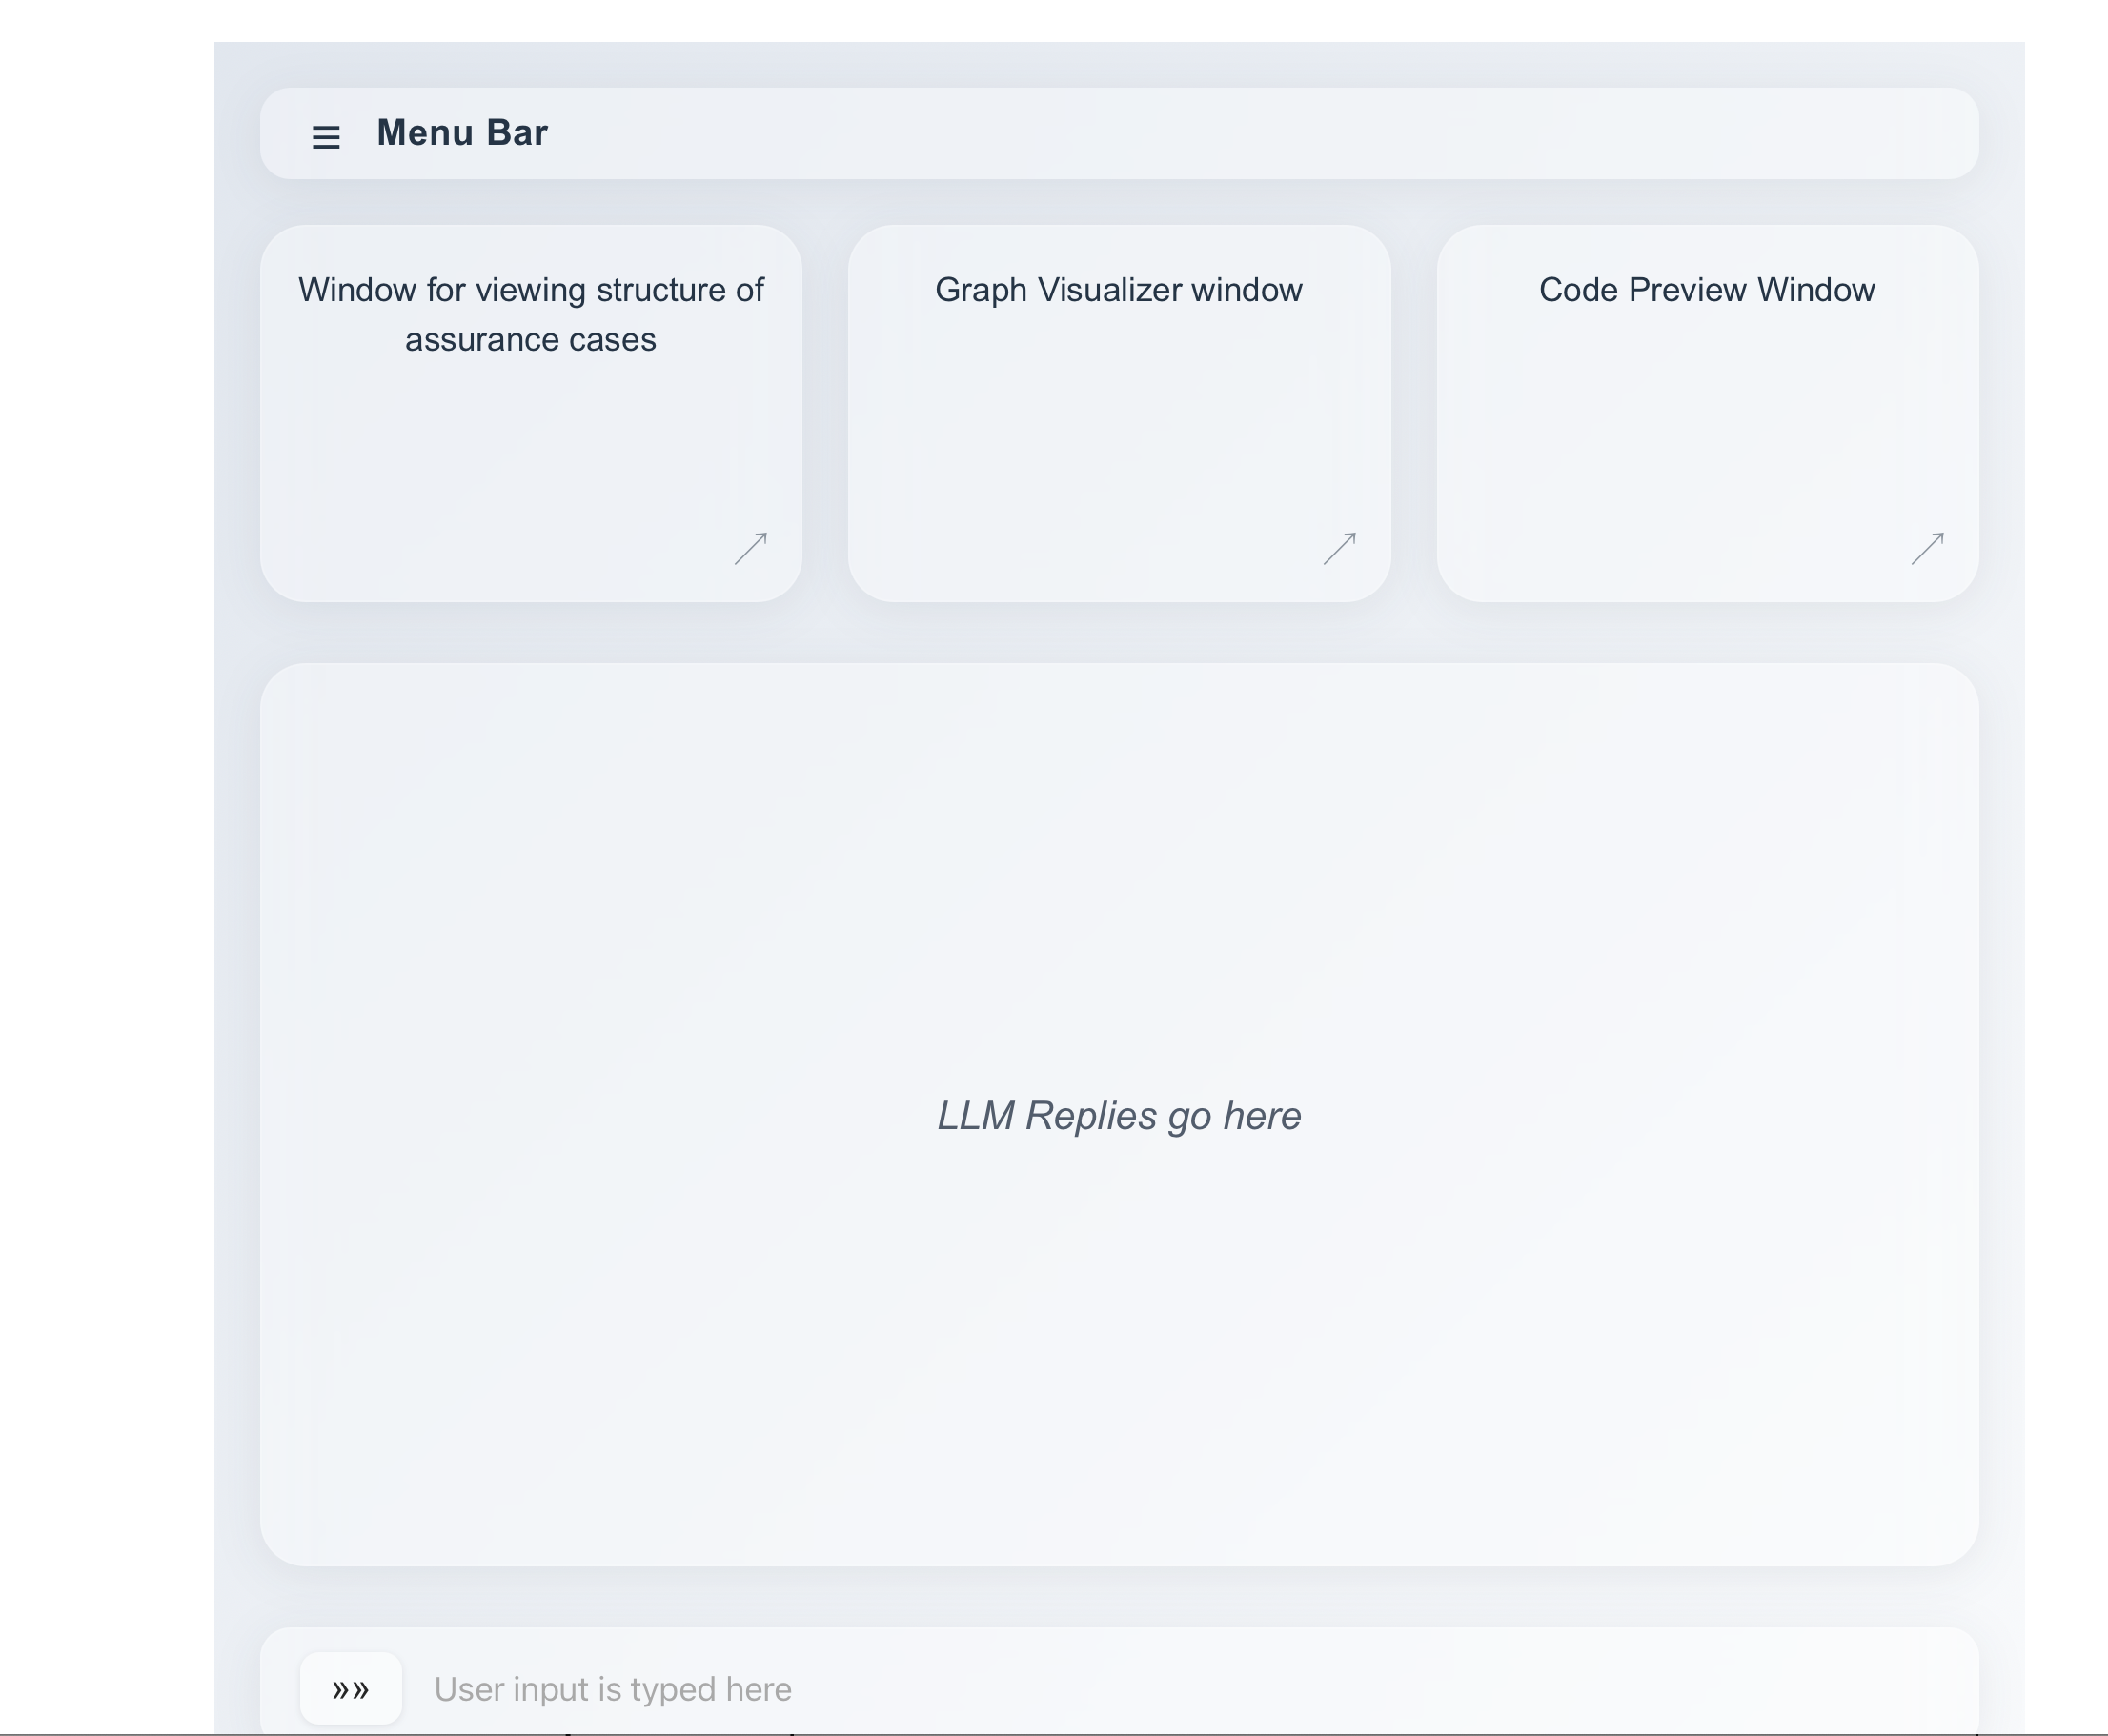 Menu Bar
Window for viewing structure of
assurance cases
Graph Visualizer window
Code Preview Window
LLM Replies go here
»» User input is typed here